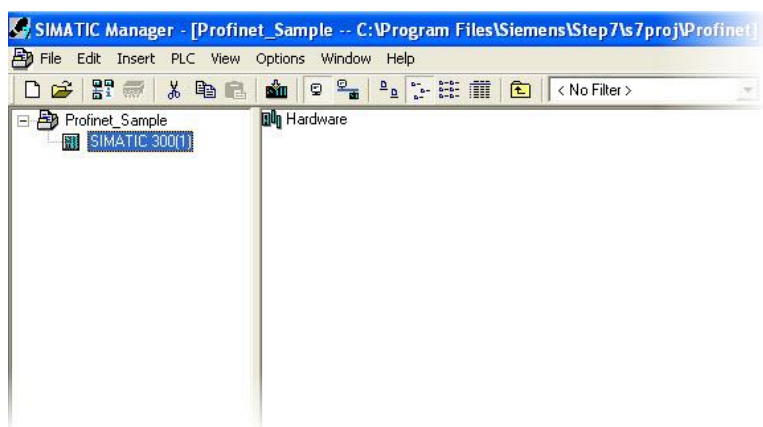 SIMATIC Manager - [Profinet_Sample -- C:\Program Files\Siemens\Step7\s7proj\Profinet]
File Edit Insert PLC View Options Window Help
< No Filter >
Profinet_Sample
SIMATIC 300(1)
Hardware